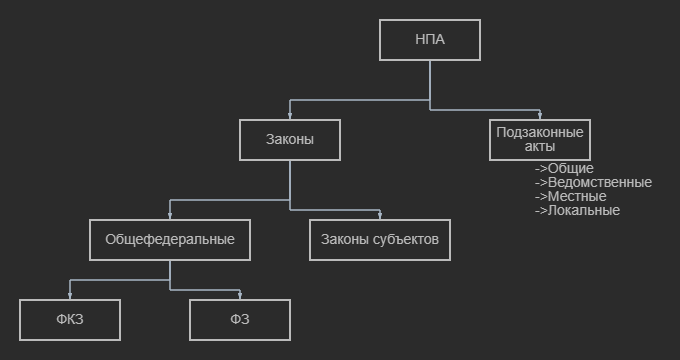 НПА
Законы
Подзаконные
акты
->Общие
->Ведомственные
->Местные
->Локальные
Общефедеральные
Законы субъектов
ФКЗ
ФЗ